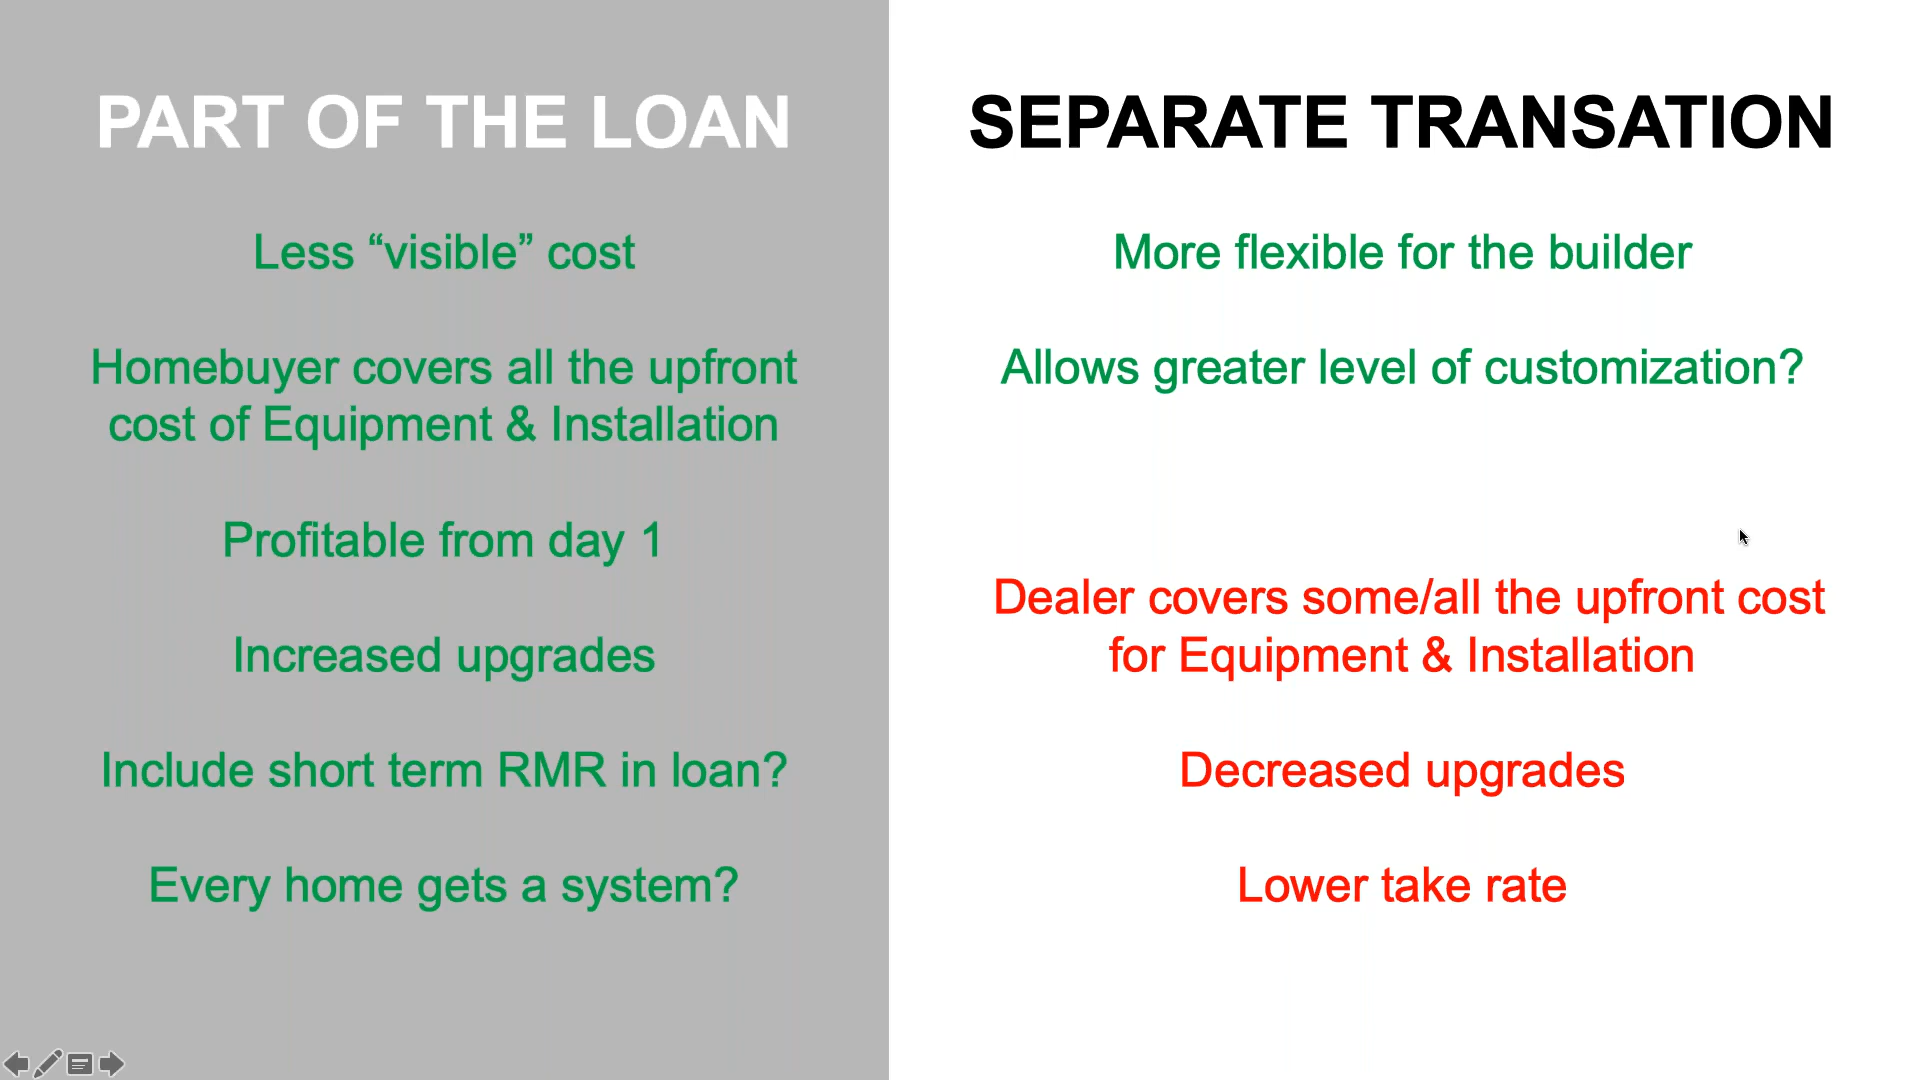 PART OF THE LOAN
Less “visible” cost
Homebuyer covers all the upfront
cost of Equipment & Installation
Profitable from day 1
Increased upgrades
Include short term RMR in loan?
Every home gets a system?
SEPARATE TRANSATION
More flexible for the builder
Allows greater level of customization?
Dealer covers some/all the upfront cost
for Equipment & Installation
Decreased upgrades
Lower take rate